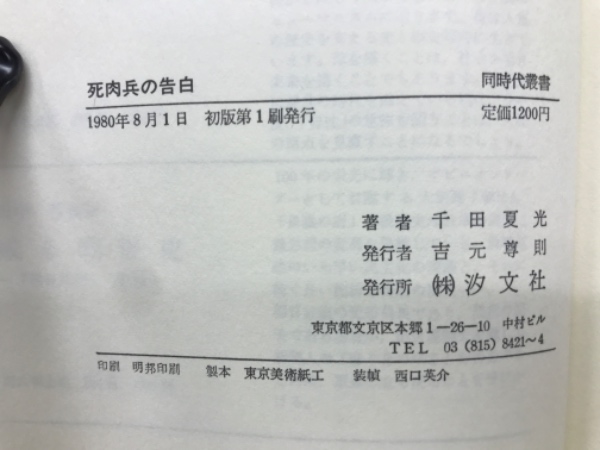 死肉兵の告白　同時代叢書
1980年8月1日　初版第1刷発行　定価1200円
著者　千田夏光
発行者　吉元尊則
発行所　㈱汐文社
東京都文京区本郷1―26―10　中村ビル
TEL　03 (815) 8421〜4
印刷　明邦印刷　製本　東京美術紙工　装幀　西口英介